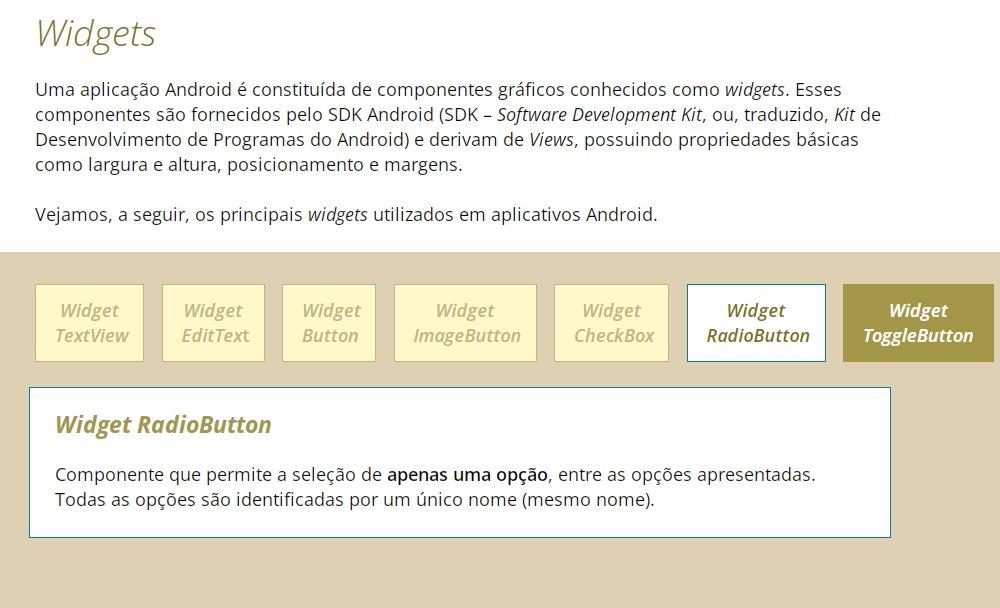 Widgets
Uma aplicação Android é constituída de componentes gráficos conhecidos como widgets. Esses
componentes são fornecidos pelo SDK Android (SDK – Software Development Kit, ou, traduzido, Kit de
Desenvolvimento de Programas do Android) e derivam de Views, possuindo propriedades básicas
como largura e altura, posicionamento e margens.
Vejamos, a seguir, os principais widgets utilizados em aplicativos Android.
Widget
TextView
Widget
EditText
Widget
Button
Widget
ImageButton
Widget
CheckBox
Widget
RadioButton
Widget
ToggleButton
Widget RadioButton
Componente que permite a seleção de apenas uma opção, entre as opções apresentadas.
Todas as opções são identificadas por um único nome (mesmo nome).